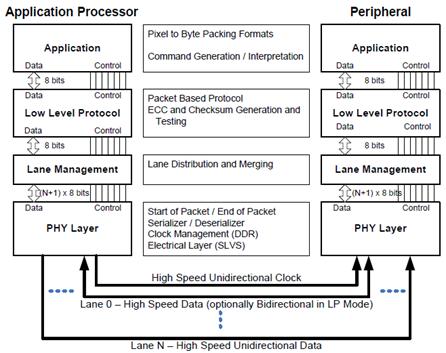 Application Processor
Peripheral
Application
Pixel to Byte Packing Formats
Command Generation / Interpretation
Application
Data
Control
Data
Control
8 bits
8 bits
Data
Control
Data
Control
Low Level Protocol
Packet Based Protocol
ECC and Checksum Generation and
Testing
Low Level Protocol
8 bits
8 bits
Lane Management
Lane Distribution and Merging
Lane Management
(N+1) x 8 bits
(N+1) x 8 bits
Data
Control
Data
Control
PHY Layer
Start of Packet / End of Packet
Serializer / Deserializer
Clock Management (DDR)
Electrical Layer (SLVS)
PHY Layer
High Speed Unidirectional Clock
Lane 0 – High Speed Data (optionally Bidirectional in LP Mode)
Lane N – High Speed Unidirectional Data